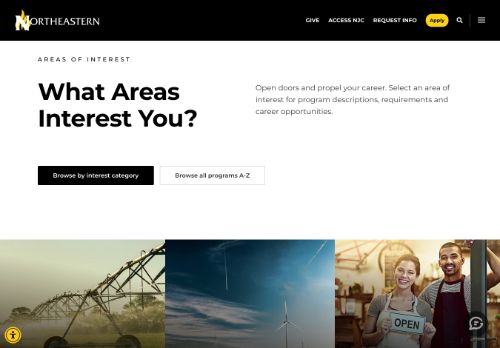 NORTHEASTERN
GIVE
ACCESS NJC
REQUEST INFO
Apply
AREAS OF INTEREST
What Areas
Interest You?
Open doors and propel your career. Select an area of
interest for program descriptions, requirements and
career opportunities.
Browse by interest category
Browse all programs A-Z
OPEN